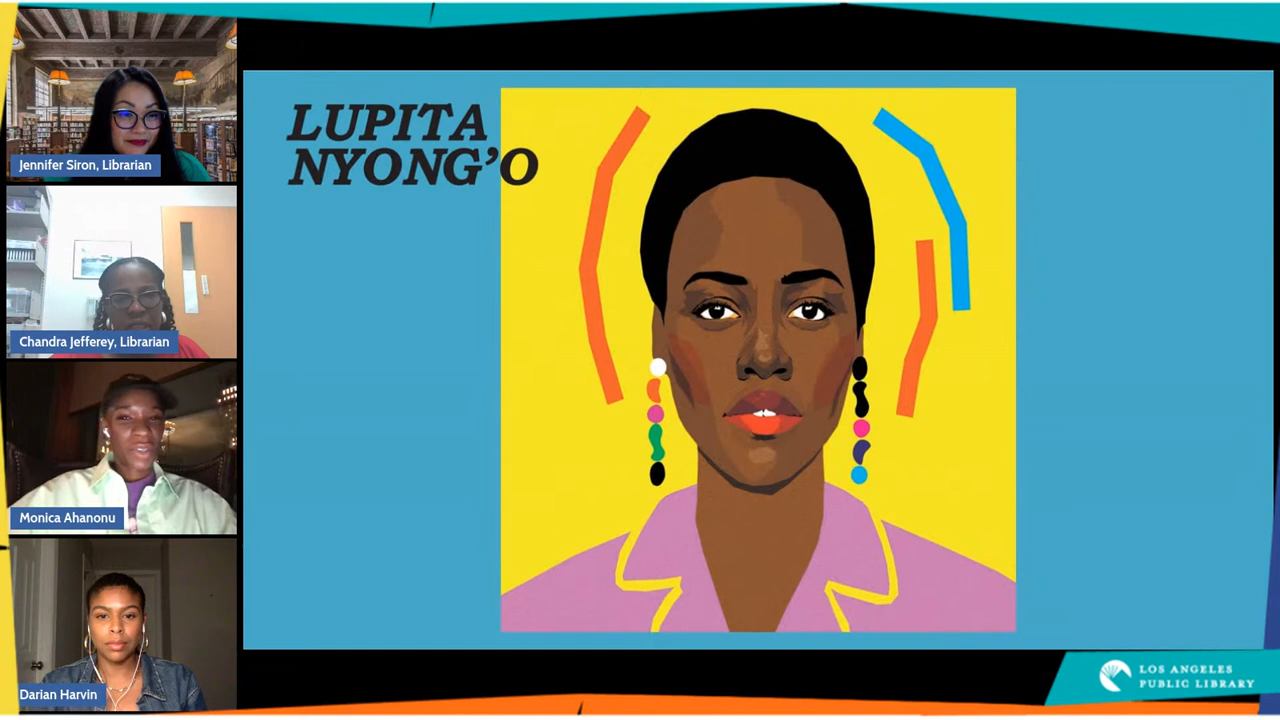 Jennifer Siron, Librarian
Chandra Jefferey, Librarian
Monica Ahanonu
Darian Harvin
LUPITA
NYONG'O
LOS ANGELES
PUBLIC LIBRARY